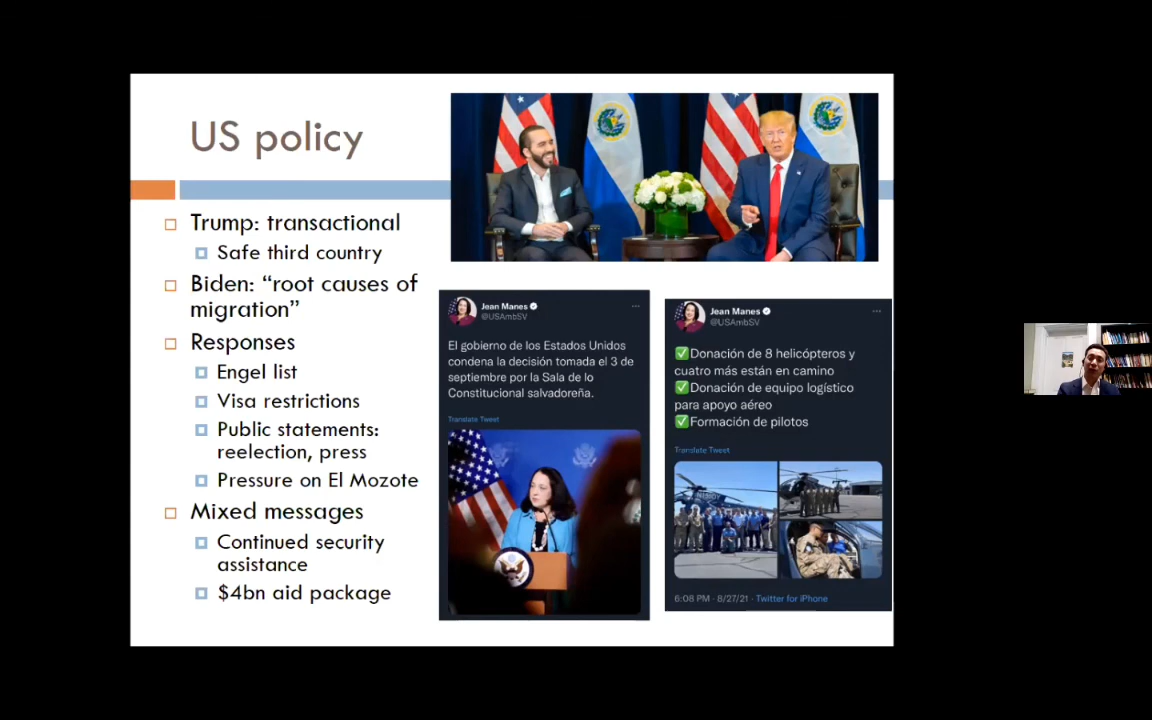 US policy
Trump: transactional
Safe third country
Biden: “root causes of
migration”
Responses
Engel list
Visa restrictions
Public statements:
reelection, press
Pressure on El Mozote
Mixed messages
Continued security
assistance
$4bn aid package
Jean Manes
@USAmbSV
El gobierno de los Estados Unidos
condena la decisión tomada el 3 de
septiembre por la Sala de lo
Constitucional salvadoreña.
Translate Tweet
Jean Manes
@USAmbSV
✅Donación de 8 helicópteros y
cuatro más están en camino
✅Donación de equipo logístico
para apoyo aéreo
✅Formación de pilotos
Translate Tweet
6:08 PM · 8/27/21 · Twitter for iPhone